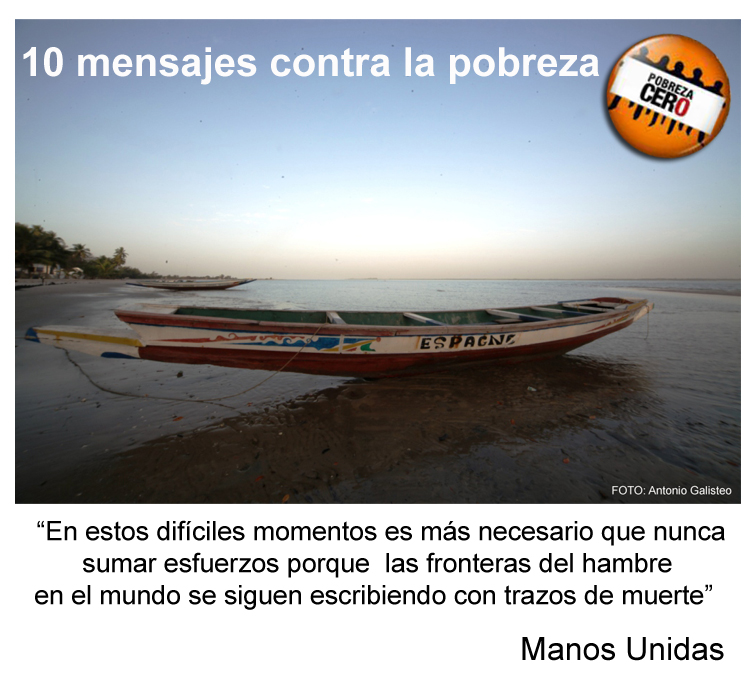 10 mensajes contra la pobreza
POBREZA
CERO
ESPAGNE
FOTO: Antonio Galisteo
“En estos difíciles momentos es más necesario que nunca
sumar esfuerzos porque las fronteras del hambre
en el mundo se siguen escribiendo con trazos de muerte”
Manos Unidas